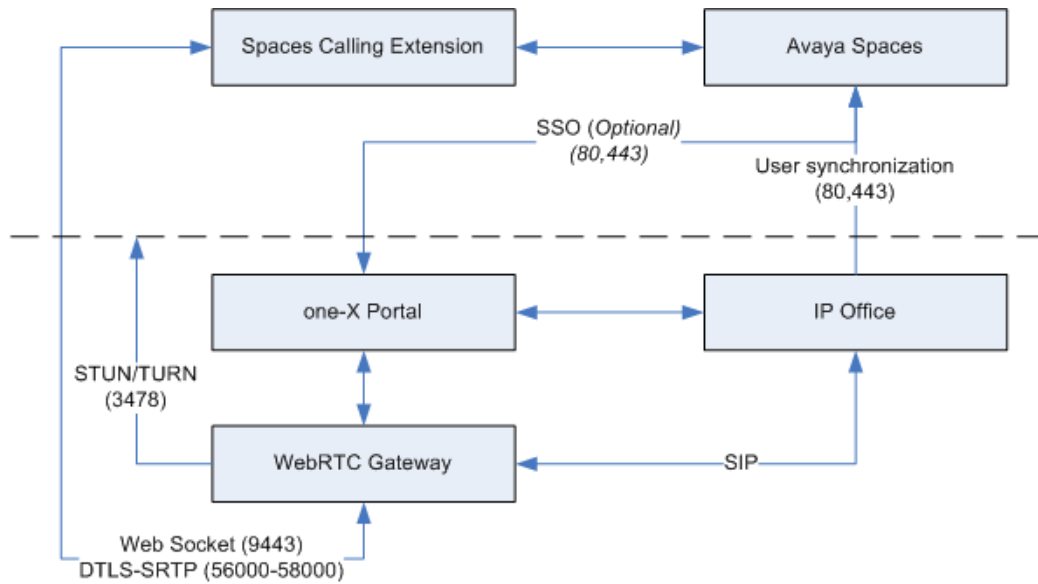 Spaces Calling Extension
Avaya Spaces
SSO (Optional)
(80,443)
User synchronization
(80,443)
one-X Portal
IP Office
STUN/TURN
(3478)
WebRTC Gateway
SIP
Web Socket (9443)
DTLS-SRTP (56000-58000)